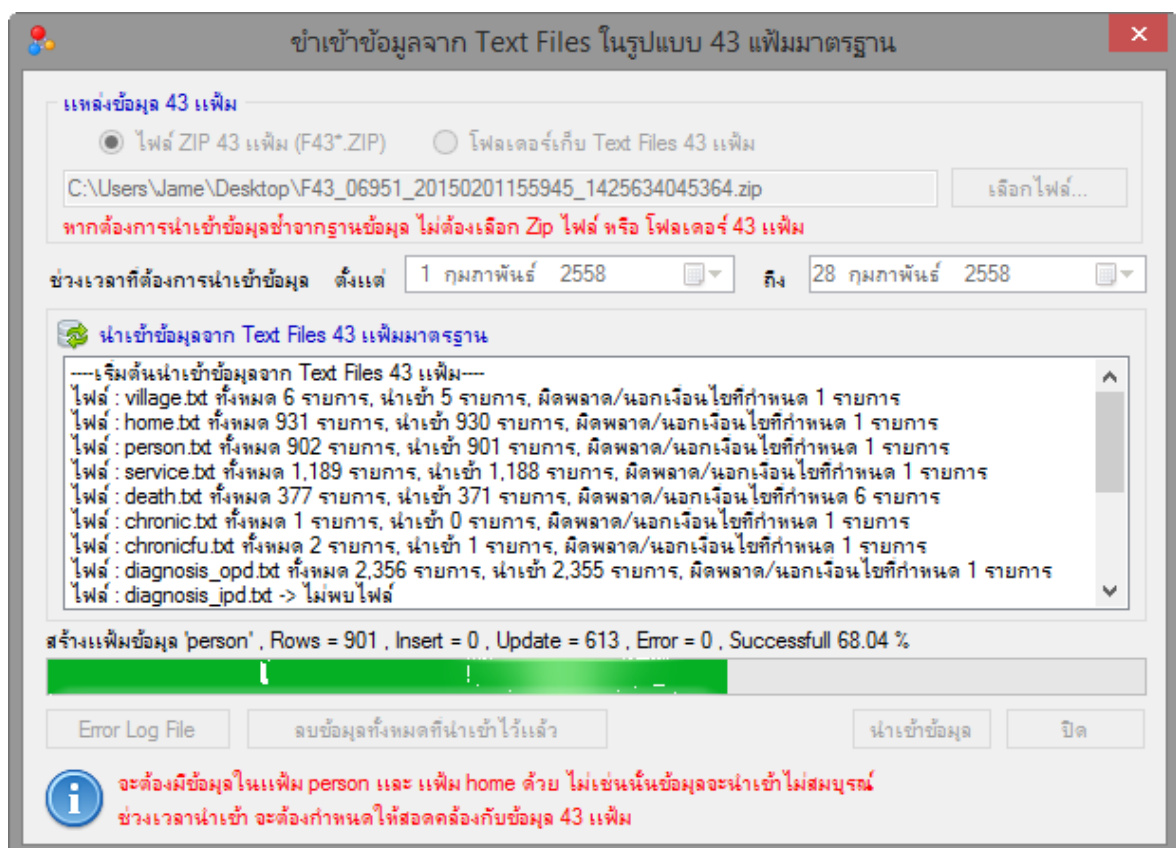 ขำเข้าข้อมูลจาก Text Files ในรูปแบบ 43 แฟ้มมาตรฐาน
แหล่งข้อมูล 43 แฟ้ม
ไฟล์ ZIP 43 แฟ้ม (F43*.ZIP) โฟลเดอร์เก็บ Text Files 43 แฟ้ม
C:\Users\Jame\Desktop\F43_06951_20150201155945_1425634045364.zip เลือกไฟล์...
หากต้องการนำเข้าข้อมูลซ้ำจากฐานข้อมูล ไม่ต้องเลือก Zip ไฟล์ หรือ โฟลเดอร์ 43 แฟ้ม
ช่วงเวลาที่ต้องการนำเข้าข้อมูล ตั้งแต่ 1 กุมภาพันธ์ 2558 ถึง 28 กุมภาพันธ์ 2558
นำเข้าข้อมูลจาก Text Files 43 แฟ้มมาตรฐาน
----เริ่มต้นนำเข้าข้อมูลจาก Text Files 43 แฟ้ม----
ไฟล์ : village.txt ทั้งหมด 6 รายการ, นำเข้า 5 รายการ, ผิดพลาด/นอกเงื่อนไขที่กำหนด 1 รายการ
ไฟล์ : home.txt ทั้งหมด 931 รายการ, นำเข้า 930 รายการ, ผิดพลาด/นอกเงื่อนไขที่กำหนด 1 รายการ
ไฟล์ : person.txt ทั้งหมด 902 รายการ, นำเข้า 901 รายการ, ผิดพลาด/นอกเงื่อนไขที่กำหนด 1 รายการ
ไฟล์ : service.txt ทั้งหมด 1,189 รายการ, นำเข้า 1,188 รายการ, ผิดพลาด/นอกเงื่อนไขที่กำหนด 1 รายการ
ไฟล์ : death.txt ทั้งหมด 377 รายการ, นำเข้า 371 รายการ, ผิดพลาด/นอกเงื่อนไขที่กำหนด 6 รายการ
ไฟล์ : chronic.txt ทั้งหมด 1 รายการ, นำเข้า 0 รายการ, ผิดพลาด/นอกเงื่อนไขที่กำหนด 1 รายการ
ไฟล์ : chronicfu.txt ทั้งหมด 2 รายการ, นำเข้า 1 รายการ, ผิดพลาด/นอกเงื่อนไขที่กำหนด 1 รายการ
ไฟล์ : diagnosis_opd.txt ทั้งหมด 2,356 รายการ, นำเข้า 2,355 รายการ, ผิดพลาด/นอกเงื่อนไขที่กำหนด 1 รายการ
ไฟล์ : diagnosis_ipd.txt -> ไม่พบไฟล์
สร้างแฟ้มข้อมูล 'person' , Rows = 901 , Insert = 0 , Update = 613 , Error = 0 , Successfull 68.04 %
Error Log File ลบข้อมูลทั้งหมดที่นำเข้าไว้แล้ว นำเข้าข้อมูล ปิด
จะต้องมีข้อมูลในแฟ้ม person และ แฟ้ม home ด้วย ไม่เช่นนั้นข้อมูลจะนำเข้าไม่สมบูรณ์
ช่วงเวลานำเข้า จะต้องกำหนดให้สอดคล้องกับข้อมูล 43 แฟ้ม